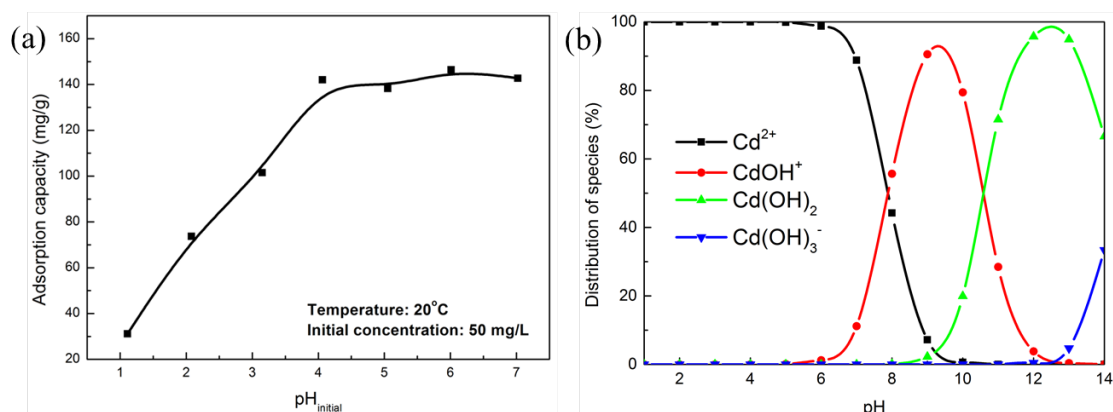 (a)
160
140
120
100
80
60
40
20
Adsorption capacity (mg/g)
Temperature: 20°C
Initial concentration: 50 mg/L
1 2 3 4 5 6 7
pH initial
(b)
100
80
60
40
20
0
Distribution of species (%)
Cd2+
CdOH+
Cd(OH)2
Cd(OH)3-
2 4 6 8 10 12 14
pH